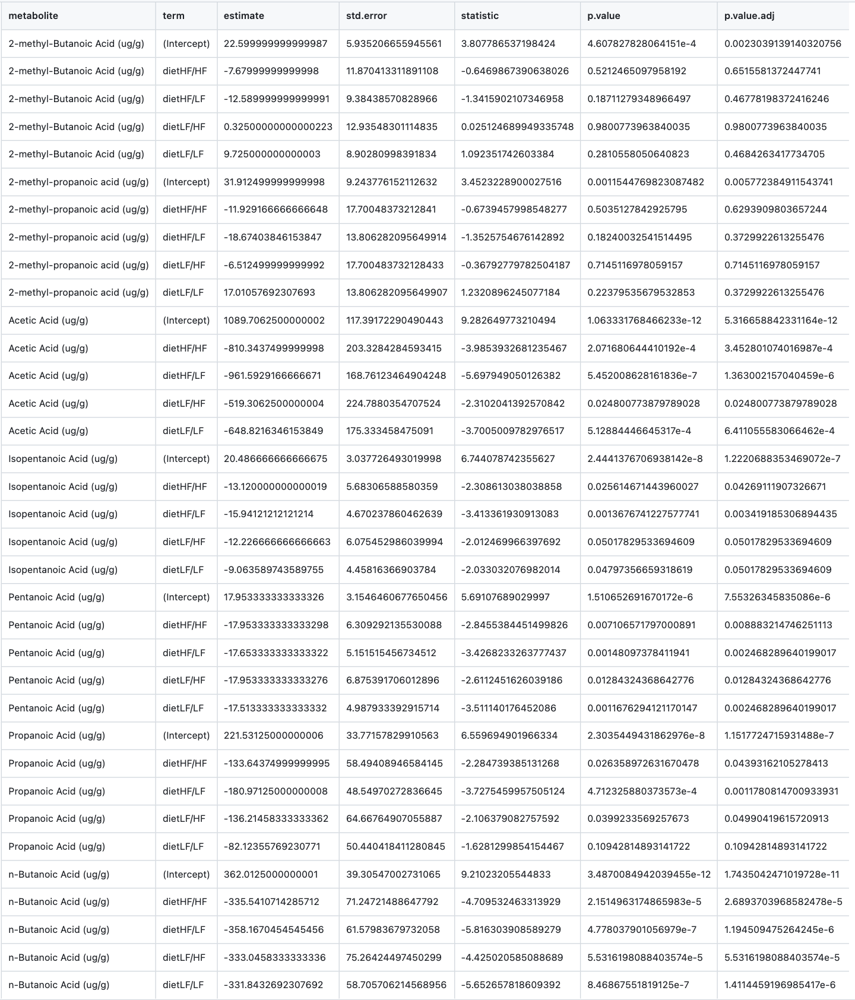 metabolite term estimate std.error statistic p.value p.value.adj
2-methyl-Butanoic Acid (ug/g) (Intercept) 22.599999999999987 5.935206655945561 3.807786537198424 4.607827828064151e-4 0.0023039139140320756
2-methyl-Butanoic Acid (ug/g) dietHF/HF -7.67999999999998 11.870413311891108 -0.6469867390638026 0.5212465097958192 0.6515581372447741
2-methyl-Butanoic Acid (ug/g) dietHF/LF -12.589999999999991 9.38438570828966 -1.3415902107346958 0.18711279348966497 0.46778198372416246
2-methyl-Butanoic Acid (ug/g) dietLF/HF 0.32500000000000223 12.93548301114835 0.025124689949335748 0.9800773963840035 0.9800773963840035
2-methyl-Butanoic Acid (ug/g) dietLF/LF 9.725000000000003 8.90280998391834 1.092351742603384 0.2810558050640823 0.4684263417734705
2-methyl-propanoic acid (ug/g) (Intercept) 31.912499999999998 9.243776152112632 3.4523228900027516 0.0011544769823087482 0.005772384911543741
2-methyl-propanoic acid (ug/g) dietHF/HF -11.929166666666648 17.70048373212841 -0.6739457998548277 0.5035127842925795 0.6293909803657244
2-methyl-propanoic acid (ug/g) dietHF/LF -18.67403846153847 13.806282095649914 -1.3525754676142892 0.18240032541514495 0.3729922613255476
2-methyl-propanoic acid (ug/g) dietLF/HF -6.512499999999992 17.700483732128433 -0.36792779782504187 0.7145116978059157 0.7145116978059157
2-methyl-propanoic acid (ug/g) dietLF/LF 17.01057692307693 13.806282095649907 1.2320896245077184 0.22379535679532853 0.3729922613255476
Acetic Acid (ug/g) (Intercept) 1089.7062500000002 117.39172290490443 9.282649773210494 1.063331768466233e-12 5.316658842331164e-12
Acetic Acid (ug/g) dietHF/HF -810.3437499999998 203.3284284593415 -3.9853932681235467 2.071680644410192e-4 3.452801074016987e-4
Acetic Acid (ug/g) dietHF/LF -961.5929166666671 168.76123464904248 -5.697949050126382 5.452008628161836e-7 1.363002157040459e-6
Acetic Acid (ug/g) dietLF/HF -519.3062500000004 224.7880354707524 -2.3102041392570842 0.024800773879789028 0.024800773879789028
Acetic Acid (ug/g) dietLF/LF -648.8216346153849 175.333458475091 -3.7005009782976517 5.12884446645317e-4 6.411055583066462e-4
Isopentanoic Acid (ug/g) (Intercept) 20.486666666666675 3.037726493019998 6.744078742355627 2.4441376706938142e-8 1.2220688353469072e-7
Isopentanoic Acid (ug/g) dietHF/HF -13.120000000000019 5.68306588580359 -2.308613038038858 0.025614671443960027 0.04269111907326671
Isopentanoic Acid (ug/g) dietHF/LF -15.94121212121214 4.670237860462639 -3.413361930913083 0.0013676741227577741 0.003419185306894435
Isopentanoic Acid (ug/g) dietLF/HF -12.226666666666663 6.075452986039994 -2.012469966397692 0.05017829533694609 0.05017829533694609
Isopentanoic Acid (ug/g) dietLF/LF -9.063589743589755 4.45816366903784 -2.033032076982014 0.04797356659318619 0.05017829533694609
Pentanoic Acid (ug/g) (Intercept) 17.953333333333326 3.1546460677650456 5.69107689029997 1.510652691670172e-6 7.55326345835086e-6
Pentanoic Acid (ug/g) dietHF/HF -17.953333333333298 6.309292135530088 -2.8455384451499826 0.007106571797000891 0.008883214746251113
Pentanoic Acid (ug/g) dietHF/LF -17.653333333333322 5.151515456734512 -3.4268233263777437 0.00148097378411941 0.002468289640199017
Pentanoic Acid (ug/g) dietLF/HF -17.953333333333276 6.875391706012896 -2.6112451626039186 0.01284324368642776 0.01284324368642776
Pentanoic Acid (ug/g) dietLF/LF -17.513333333333332 4.987933392915714 -3.511140176452086 0.0011676294121170147 0.002468289640199017
Propanoic Acid (ug/g) (Intercept) 221.53125000000006 33.77157829910563 6.559694901966334 2.3035449431862976e-8 1.1517724715931488e-7
Propanoic Acid (ug/g) dietHF/HF -133.64374999999995 58.49408946584145 -2.284739385131268 0.026358972631670478 0.04393162105278413
Propanoic Acid (ug/g) dietHF/LF -180.97125000000008 48.54970272836645 -3.7275459957505124 4.712325880373573e-4 0.0011780814700933931
Propanoic Acid (ug/g) dietLF/HF -136.21458333333362 64.66764907055887 -2.106379082757592 0.0399233569257673 0.04990419615720913
Propanoic Acid (ug/g) dietLF/LF -82.12355769230771 50.440418411280845 -1.6281299854154467 0.10942814893141722 0.10942814893141722
n-Butanoic Acid (ug/g) (Intercept) 362.0125000000001 39.30547002731065 9.21023205544833 3.4870084942039455e-12 1.7435042471019728e-11
n-Butanoic Acid (ug/g) dietHF/HF -335.5410714285712 71.24721488647792 -4.709532463313929 2.1514963174865983e-5 2.6893703968582478e-5
n-Butanoic Acid (ug/g) dietHF/LF -358.1670454545456 61.57983679732058 -5.816303908589279 4.778037901056979e-7 1.194509475264245e-6
n-Butanoic Acid (ug/g) dietLF/HF -333.0458333333336 75.26424497450299 -4.425020585088689 5.5316198088403574e-5 5.5316198088403574e-5
n-Butanoic Acid (ug/g) dietLF/LF -331.8432692307692 58.705706214568956 -5.652657818609392 8.46867551819125e-7 1.4114459196985417e-6